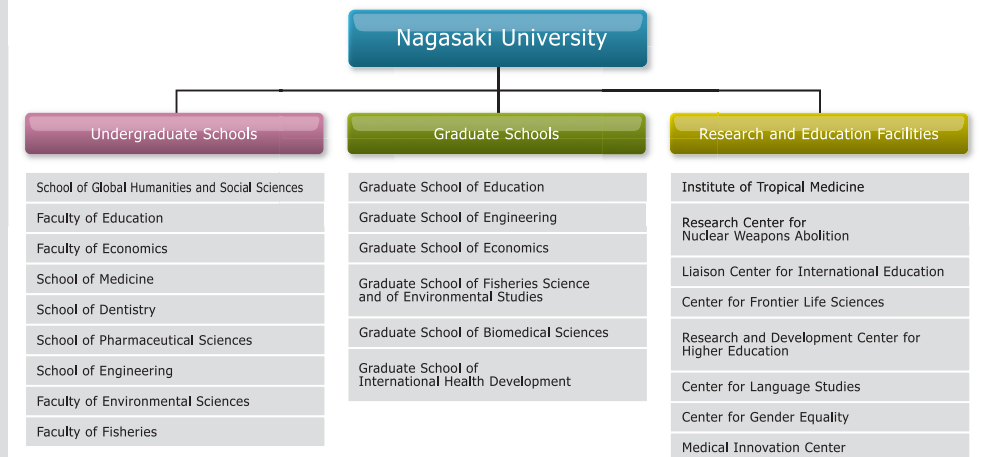 Nagasaki University
Undergraduate Schools
School of Global Humanities and Social Sciences
Faculty of Education
Faculty of Economics
School of Medicine
School of Dentistry
School of Pharmaceutical Sciences
School of Engineering
Faculty of Environmental Sciences
Faculty of Fisheries
Graduate Schools
Graduate School of Education
Graduate School of Engineering
Graduate School of Economics
Graduate School of Fisheries Science
and of Environmental Studies
Graduate School of Biomedical Sciences
Graduate School of
International Health Development
Research and Education Facilities
Institute of Tropical Medicine
Research Center for
Nuclear Weapons Abolition
Liaison Center for International Education
Center for Frontier Life Sciences
Research and Development Center for
Higher Education
Center for Language Studies
Center for Gender Equality
Medical Innovation Center